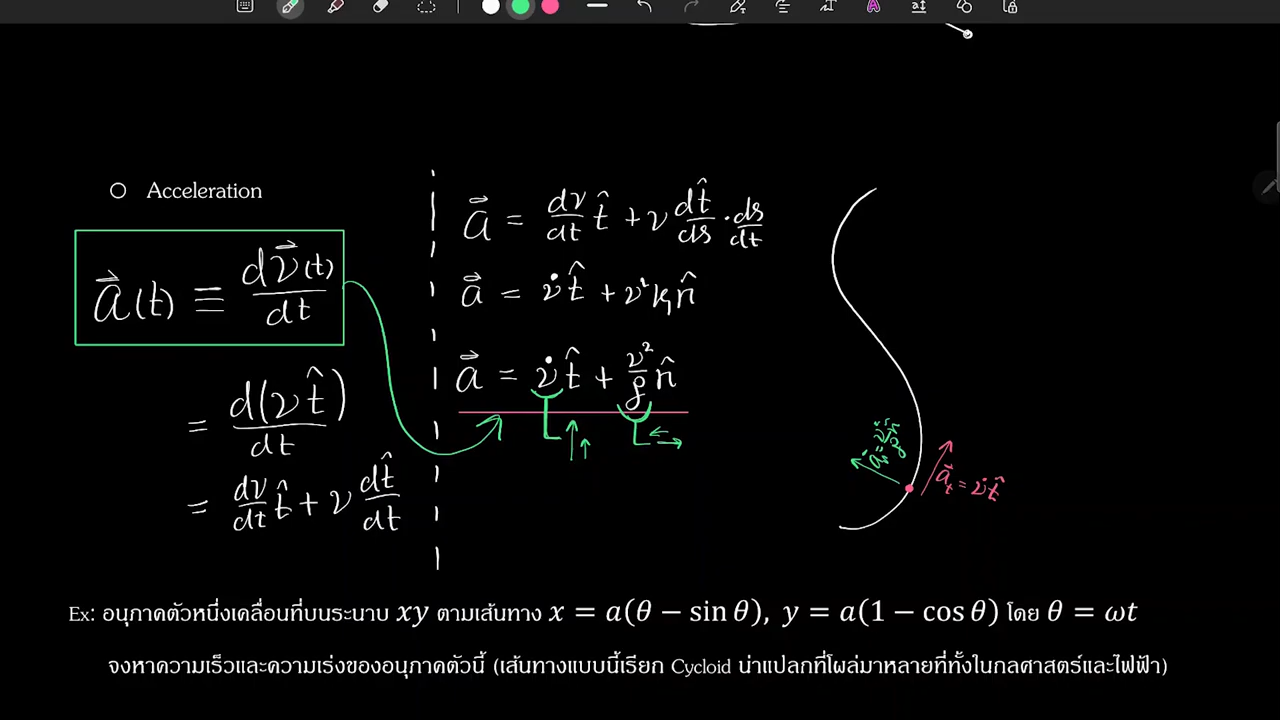 ○ Acceleration
a⃗(t) ≡ dv⃗(t)/dt
= d(vt̂)/dt
= dv/dt t̂ + v dt̂/dt
a⃗ = dv/dt t̂ + v dt̂/ds · ds/dt
a⃗ = v̇t̂ + v²κn̂
a⃗ = v̇t̂ + v²/ρ n̂
a⃗ₜ = v̇t̂
Ex: อนุภาคตัวหนึ่งเคลื่อนที่บนระนาบ xy ตามเส้นทาง x = a(θ − sin θ), y = a(1 − cos θ) โดย θ = ωt
จงหาความเร็วและความเร่งของอนุภาคตัวนี้ (เส้นทางแบบนี้เรียก Cycloid น่าแปลกที่โผล่มาหลายที่ทั้งในกลศาสตร์และไฟฟ้า)